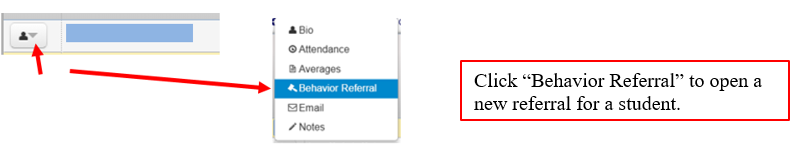 Bio
Attendance
Averages
Behavior Referral
Email
Notes
Click “Behavior Referral” to open a
new referral for a student.